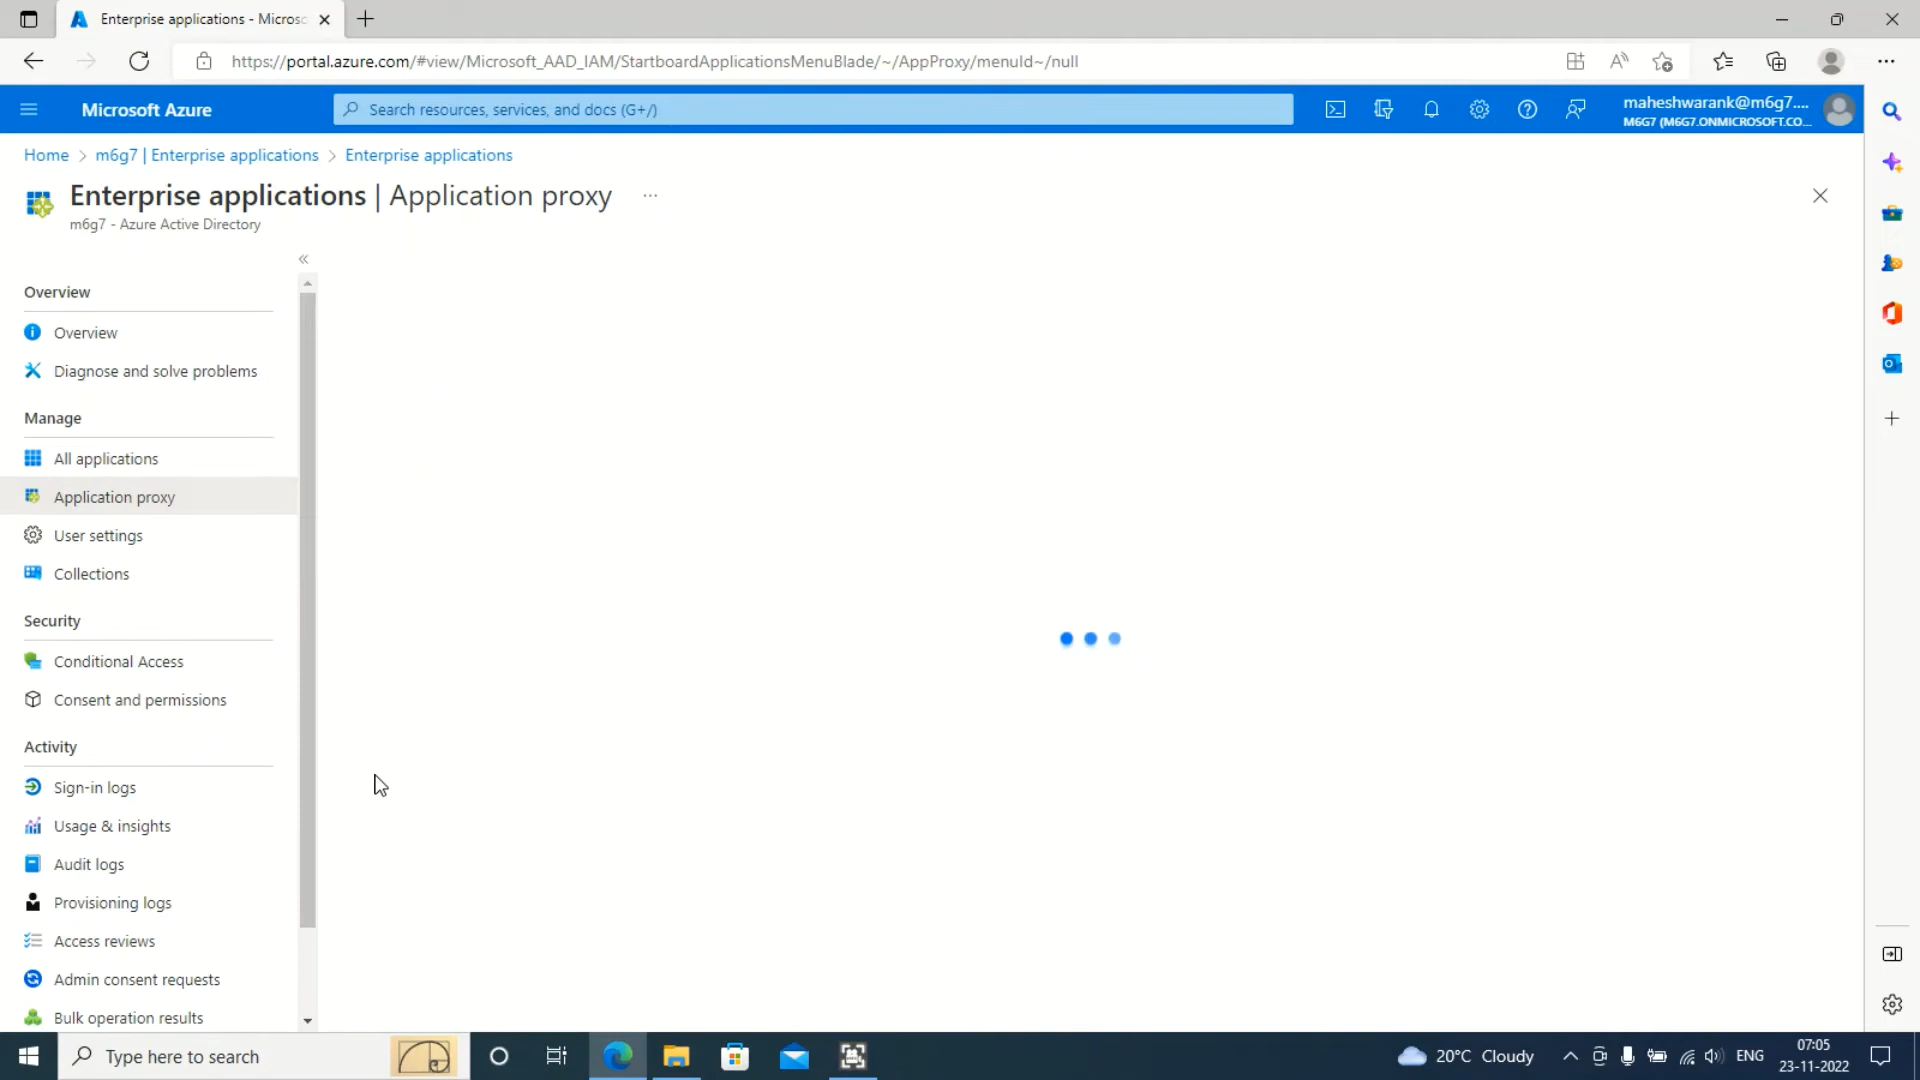 Enterprise applications - Microsc
https://portal.azure.com/#view/Microsoft_AAD_IAM/StartboardApplicationsMenuBlade/~/AppProxy/menuId~/null
Microsoft Azure
Search resources, services, and docs (G+/)
maheshwarank@m6g7....
M6G7 (M6G7.ONMICROSOFT.CO...
Home > m6g7 | Enterprise applications > Enterprise applications
Enterprise applications | Application proxy ...
m6g7 - Azure Active Directory
Overview
Overview
Diagnose and solve problems
Manage
All applications
Application proxy
User settings
Collections
Security
Conditional Access
Consent and permissions
Activity
Sign-in logs
Usage & insights
Audit logs
Provisioning logs
Access reviews
Admin consent requests
Bulk operation results
Type here to search
20°C Cloudy
ENG
07:05
23-11-2022